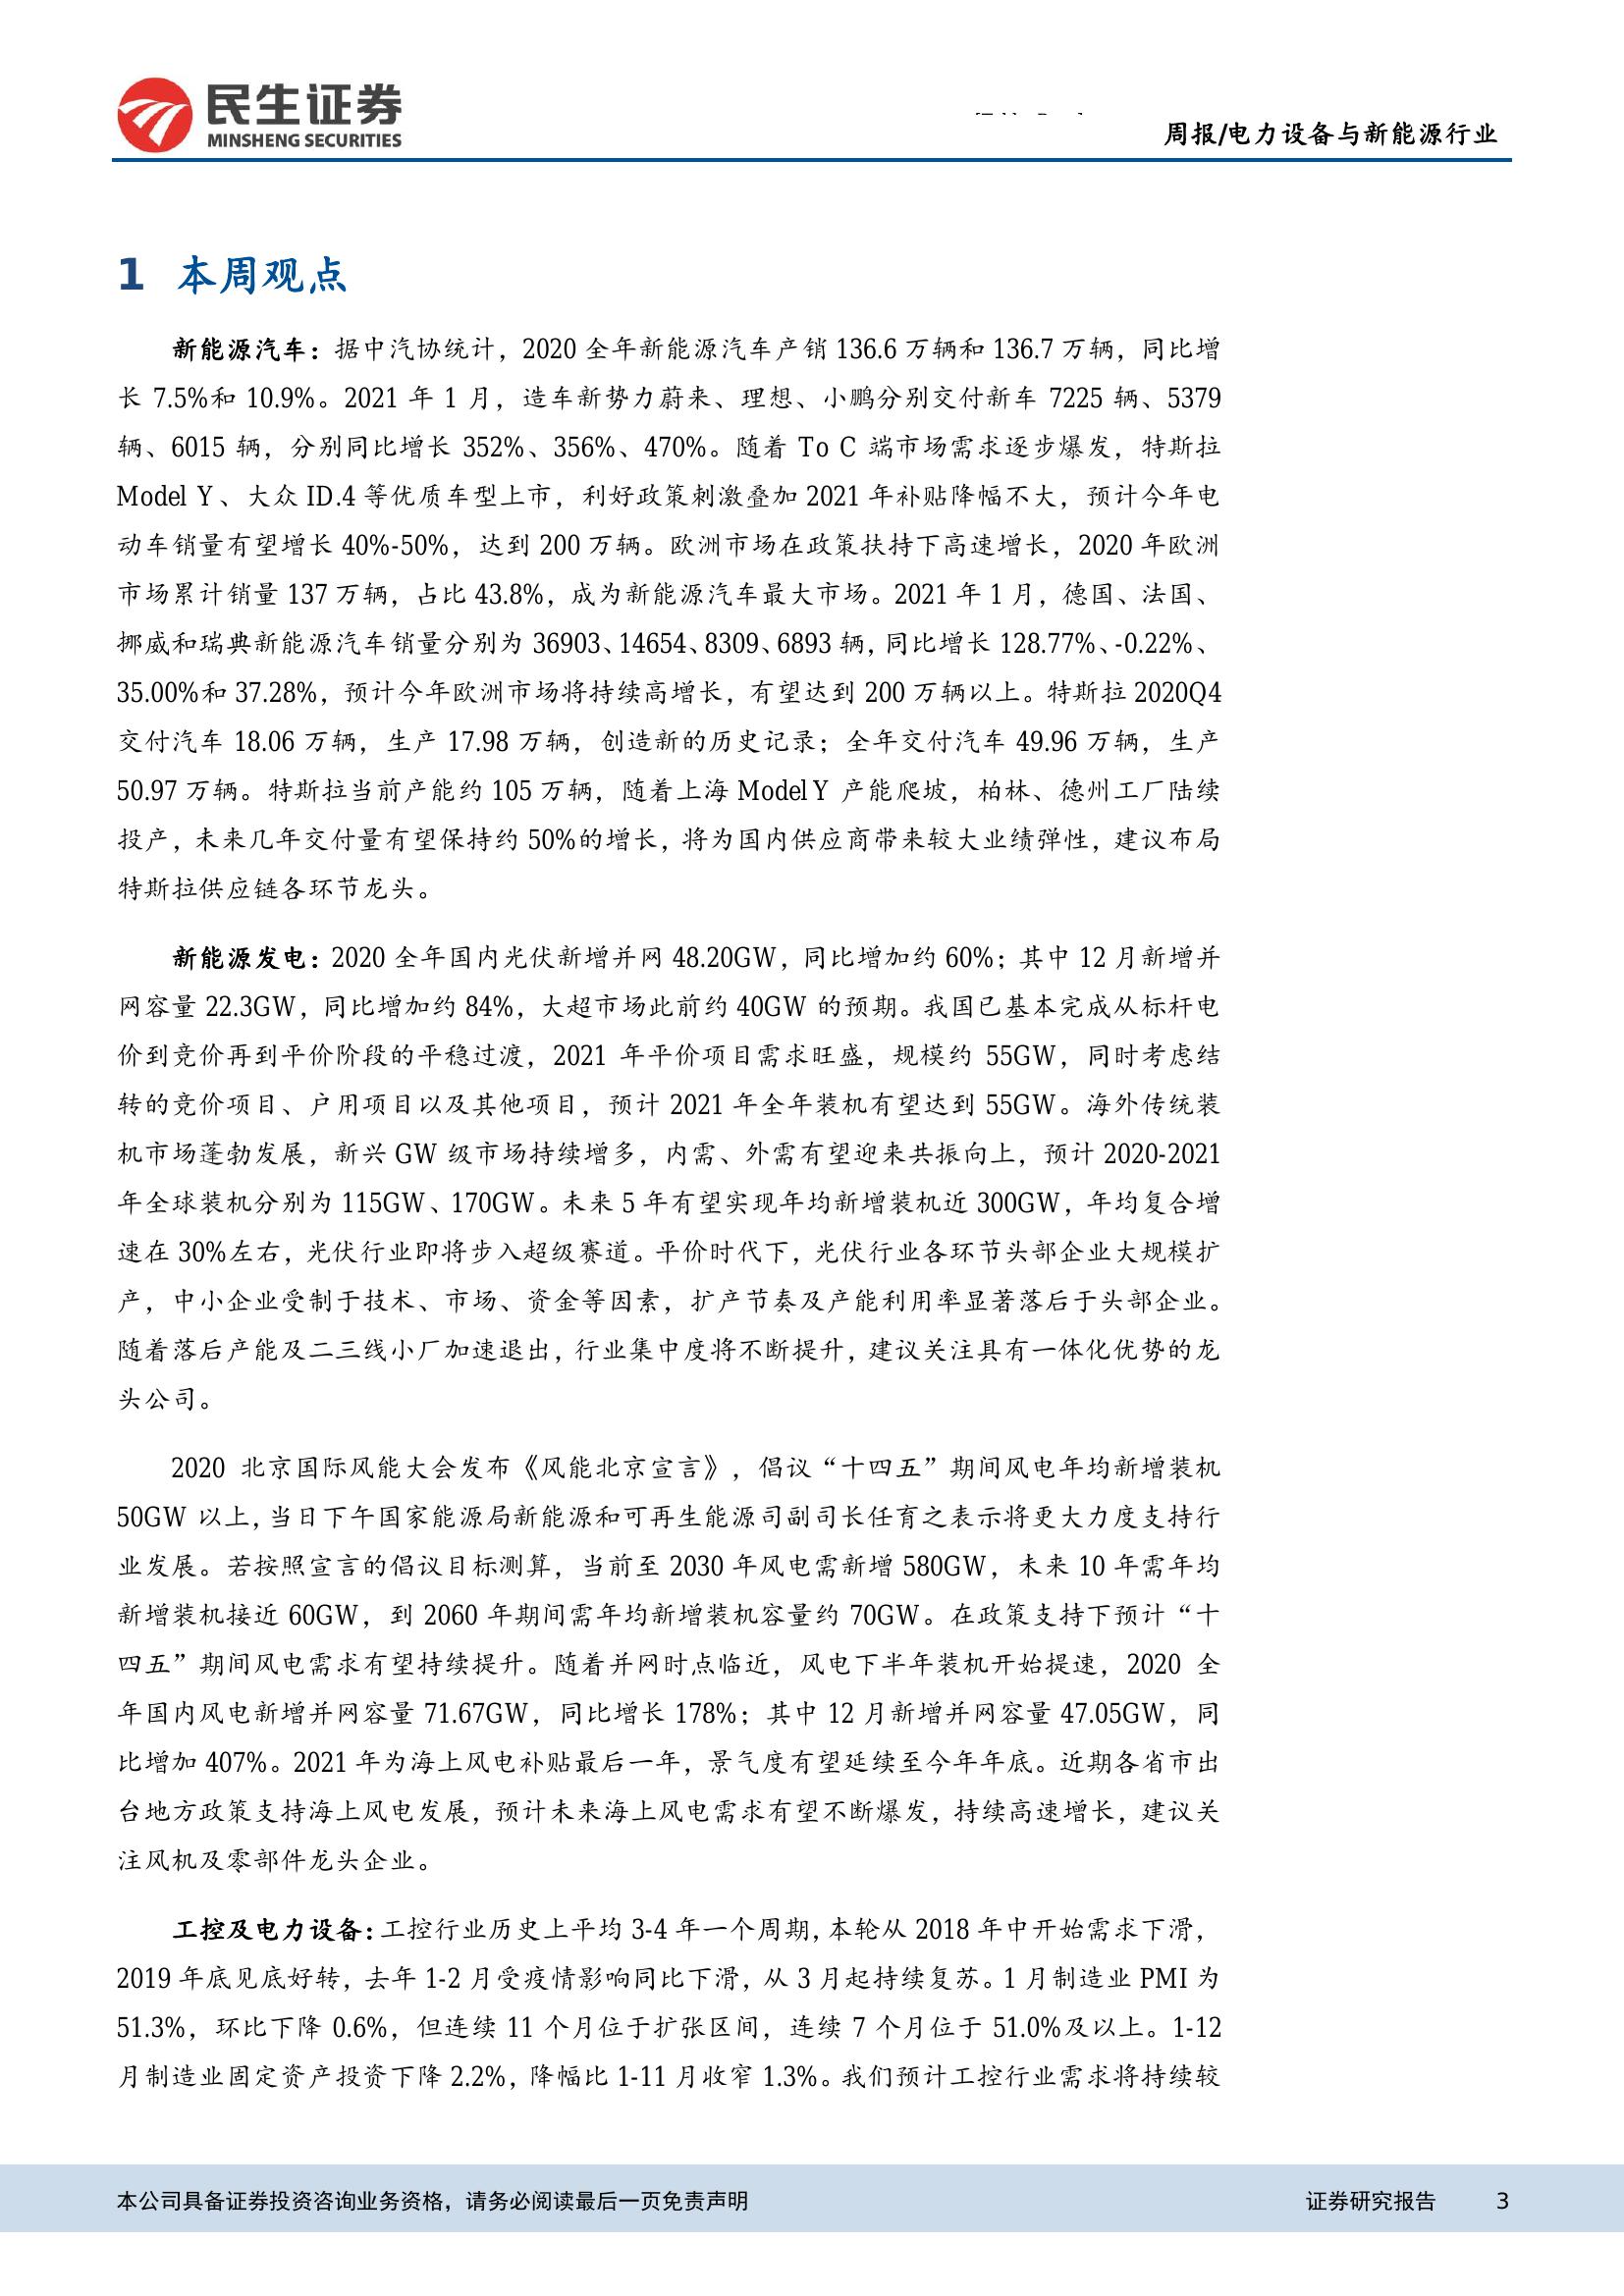 民生证券
MINSHENG SECURITIES
周报/电力设备与新能源行业
1 本周观点
新能源汽车：据中汽协统计，2020 全年新能源汽车产销 136.6 万辆和 136.7 万辆，同比增
长 7.5%和 10.9%。2021 年 1 月，造车新势力蔚来、理想、小鹏分别交付新车 7225 辆、5379
辆、6015 辆，分别同比增长 352%、356%、470%。随着 To C 端市场需求逐步爆发，特斯拉
Model Y、大众 ID.4 等优质车型上市，利好政策刺激叠加 2021 年补贴降幅不大，预计今年电
动车销量有望增长 40%-50%，达到 200 万辆。欧洲市场在政策扶持下高速增长，2020 年欧洲
市场累计销量 137 万辆，占比 43.8%，成为新能源汽车最大市场。2021 年 1 月，德国、法国、
挪威和瑞典新能源汽车销量分别为 36903、14654、8309、6893 辆，同比增长 128.77%、-0.22%、
35.00%和 37.28%，预计今年欧洲市场将持续高增长，有望达到 200 万辆以上。特斯拉 2020Q4
交付汽车 18.06 万辆，生产 17.98 万辆，创造新的历史记录；全年交付汽车 49.96 万辆，生产
50.97 万辆。特斯拉当前产能约 105 万辆，随着上海 Model Y 产能爬坡，柏林、德州工厂陆续
投产，未来几年交付量有望保持约 50%的增长，将为国内供应商带来较大业绩弹性，建议布局
特斯拉供应链各环节龙头。
新能源发电：2020 全年国内光伏新增并网 48.20GW，同比增加约 60%；其中 12 月新增并
网容量 22.3GW，同比增加约 84%，大超市场此前约 40GW 的预期。我国已基本完成从标杆电
价到竞价再到平价阶段的平稳过渡，2021 年平价项目需求旺盛，规模约 55GW，同时考虑结
转的竞价项目、户用项目以及其他项目，预计 2021 年全年装机有望达到 55GW。海外传统装
机市场蓬勃发展，新兴 GW 级市场持续增多，内需、外需有望迎来共振向上，预计 2020-2021
年全球装机分别为 115GW、170GW。未来 5 年有望实现年均新增装机近 300GW，年均复合增
速在 30%左右，光伏行业即将步入超级赛道。平价时代下，光伏行业各环节头部企业大规模扩
产，中小企业受制于技术、市场、资金等因素，扩产节奏及产能利用率显著落后于头部企业。
随着落后产能及二三线小厂加速退出，行业集中度将不断提升，建议关注具有一体化优势的龙
头公司。
2020 北京国际风能大会发布《风能北京宣言》，倡议“十四五”期间风电年均新增装机
50GW 以上，当日下午国家能源局新能源和可再生能源司副司长任育之表示将更大力度支持行
业发展。若按照宣言的倡议目标测算，当前至 2030 年风电需新增 580GW，未来 10 年需年均
新增装机接近 60GW，到 2060 年期间需年均新增装机容量约 70GW。在政策支持下预计“十
四五”期间风电需求有望持续提升。随着并网时点临近，风电下半年装机开始提速，2020 全
年国内风电新增并网容量 71.67GW，同比增长 178%；其中 12 月新增并网容量 47.05GW，同
比增加 407%。2021 年为海上风电补贴最后一年，景气度有望延续至今年年底。近期各省市出
台地方政策支持海上风电发展，预计未来海上风电需求有望不断爆发，持续高速增长，建议关
注风机及零部件龙头企业。
工控及电力设备：工控行业历史上平均 3-4 年一个周期，本轮从 2018 年中开始需求下滑，
2019 年底见底好转，去年 1-2 月受疫情影响同比下滑，从 3 月起持续复苏。1 月制造业 PMI 为
51.3%，环比下降 0.6%，但连续 11 个月位于扩张区间，连续 7 个月位于 51.0%及以上。1-12
月制造业固定资产投资下降 2.2%，降幅比 1-11 月收窄 1.3%。我们预计工控行业需求将持续较
本公司具备证券投资咨询业务资格，请务必阅读最后一页免责声明 证券研究报告 3